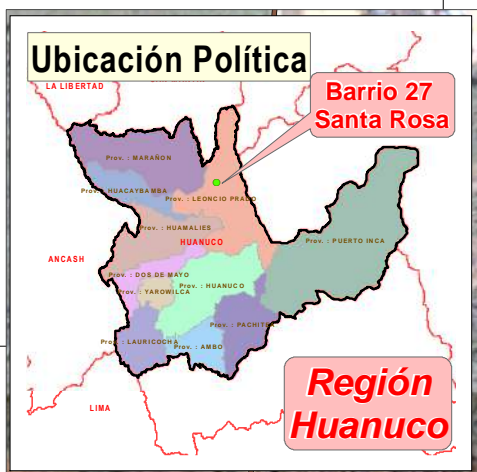 Ubicación Política
LA LIBERTAD
Barrio 27
Santa Rosa
Prov. : MARAÑON
Prov. : HUACAYBAMBA
Prov. : LEONCIO PRADO
Prov. : HUAMALIES
HUANUCO
Prov. : PUERTO INCA
ANCASH
Prov. : DOS DE MAYO
Prov. : HUANUCO
Prov. : YAROWILCA
Prov. : PACHITEA
Prov. : LAURICOCHA
Prov. : AMBO
Región
Huanuco
LIMA